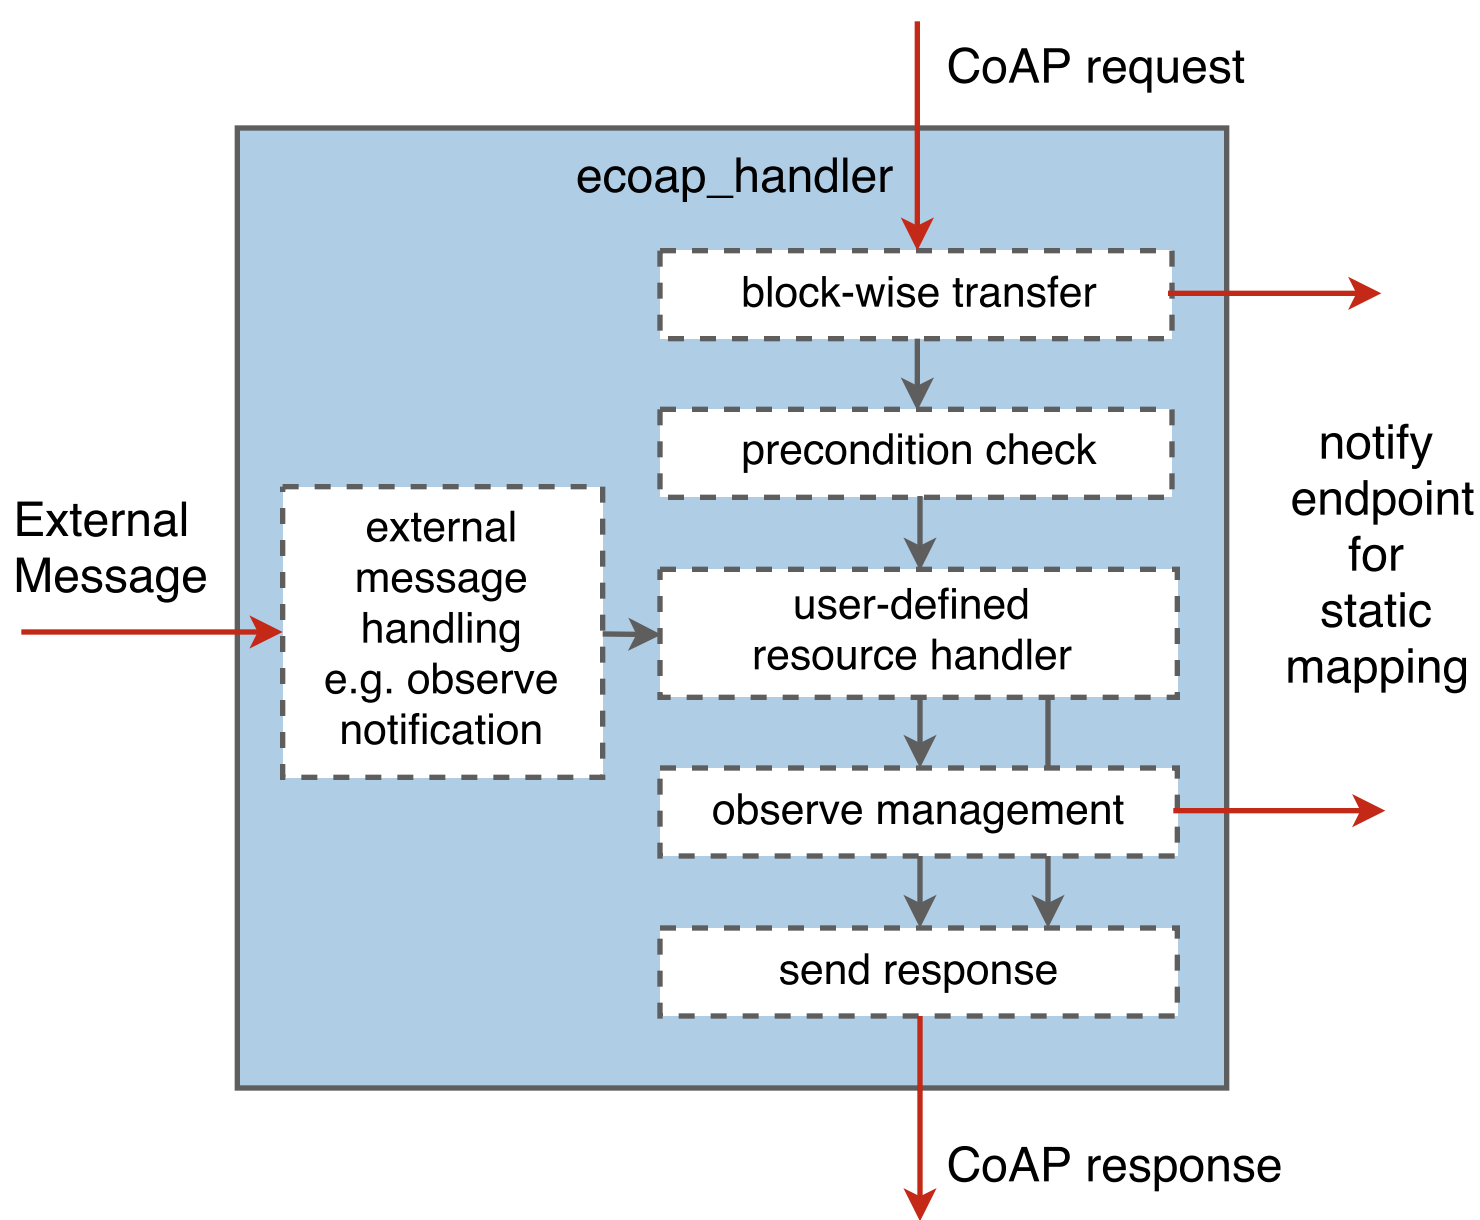 CoAP request
ecoap_handler
block-wise transfer
precondition check
External
Message
external
message
handling
e.g. observe
notification
user-defined
resource handler
notify
endpoint
for
static
mapping
observe management
send response
CoAP response